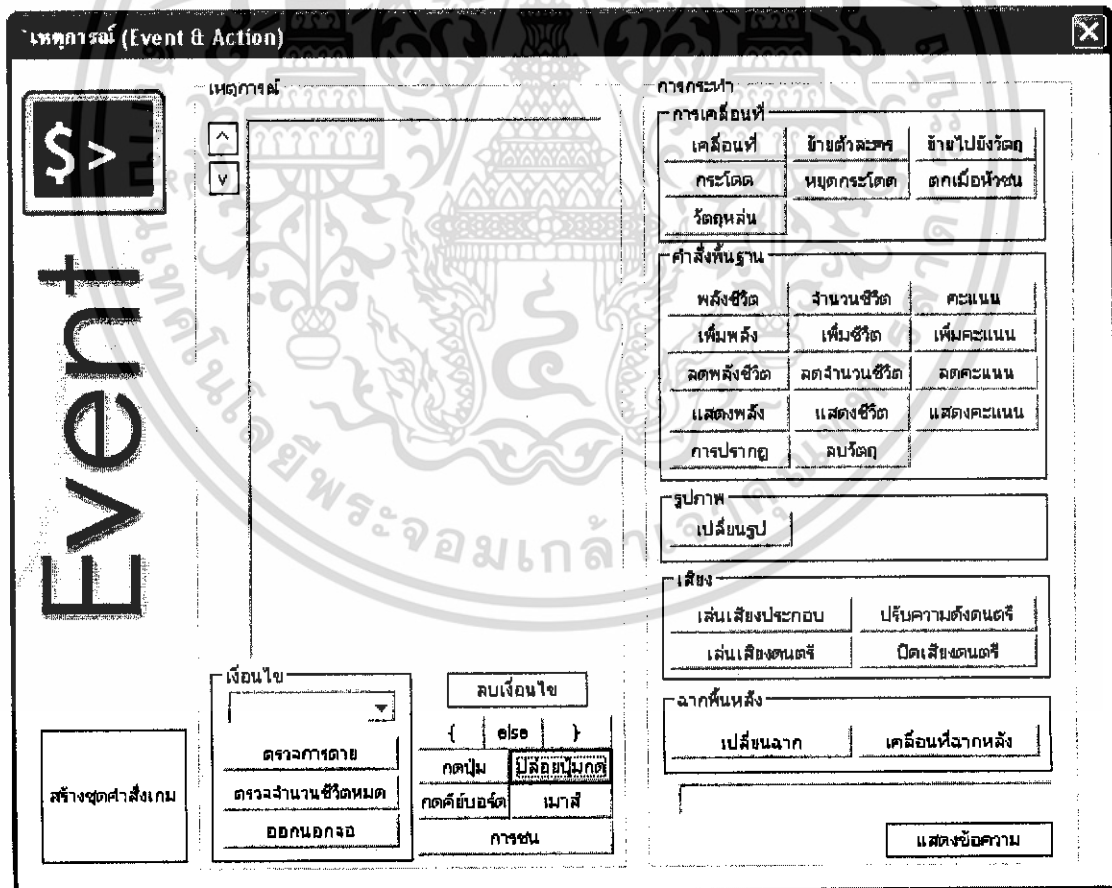 เหตุการณ์ (Event & Action)
$>
Event
เหตุการณ์
^
v
เงื่อนไข
ตรวจการตาย
ตรวจจำนวนชีวิตหมด
ออกนอกจอ
ลบเงื่อนไข
{ else }
กดปุ่ม ปล่อยปุ่มกด
กดคีย์บอร์ด เมาส์
การชน
สร้างชุดคำสั่งเกม
การกระทำ
การเคลื่อนที่
เคลื่อนที่ ย้ายตัวละคร ย้ายไปยังวัตถุ
กระโดด หยุดกระโดด ตกเมื่อหัวชน
วัตถุหล่น
คำสั่งพื้นฐาน
พลังชีวิต จำนวนชีวิต คะแนน
เพิ่มพลัง เพิ่มชีวิต เพิ่มคะแนน
ลดพลังชีวิต ลดจำนวนชีวิต ลดคะแนน
แสดงพลัง แสดงชีวิต แสดงคะแนน
การปรากฏ ลบวัตถุ
รูปภาพ
เปลี่ยนรูป
เสียง
เล่นเสียงประกอบ ปรับความดังดนตรี
เล่นเสียงดนตรี ปิดเสียงดนตรี
ฉากพื้นหลัง
เปลี่ยนฉาก เคลื่อนที่ฉากหลัง
แสดงข้อความ
พระจอมเกล้า